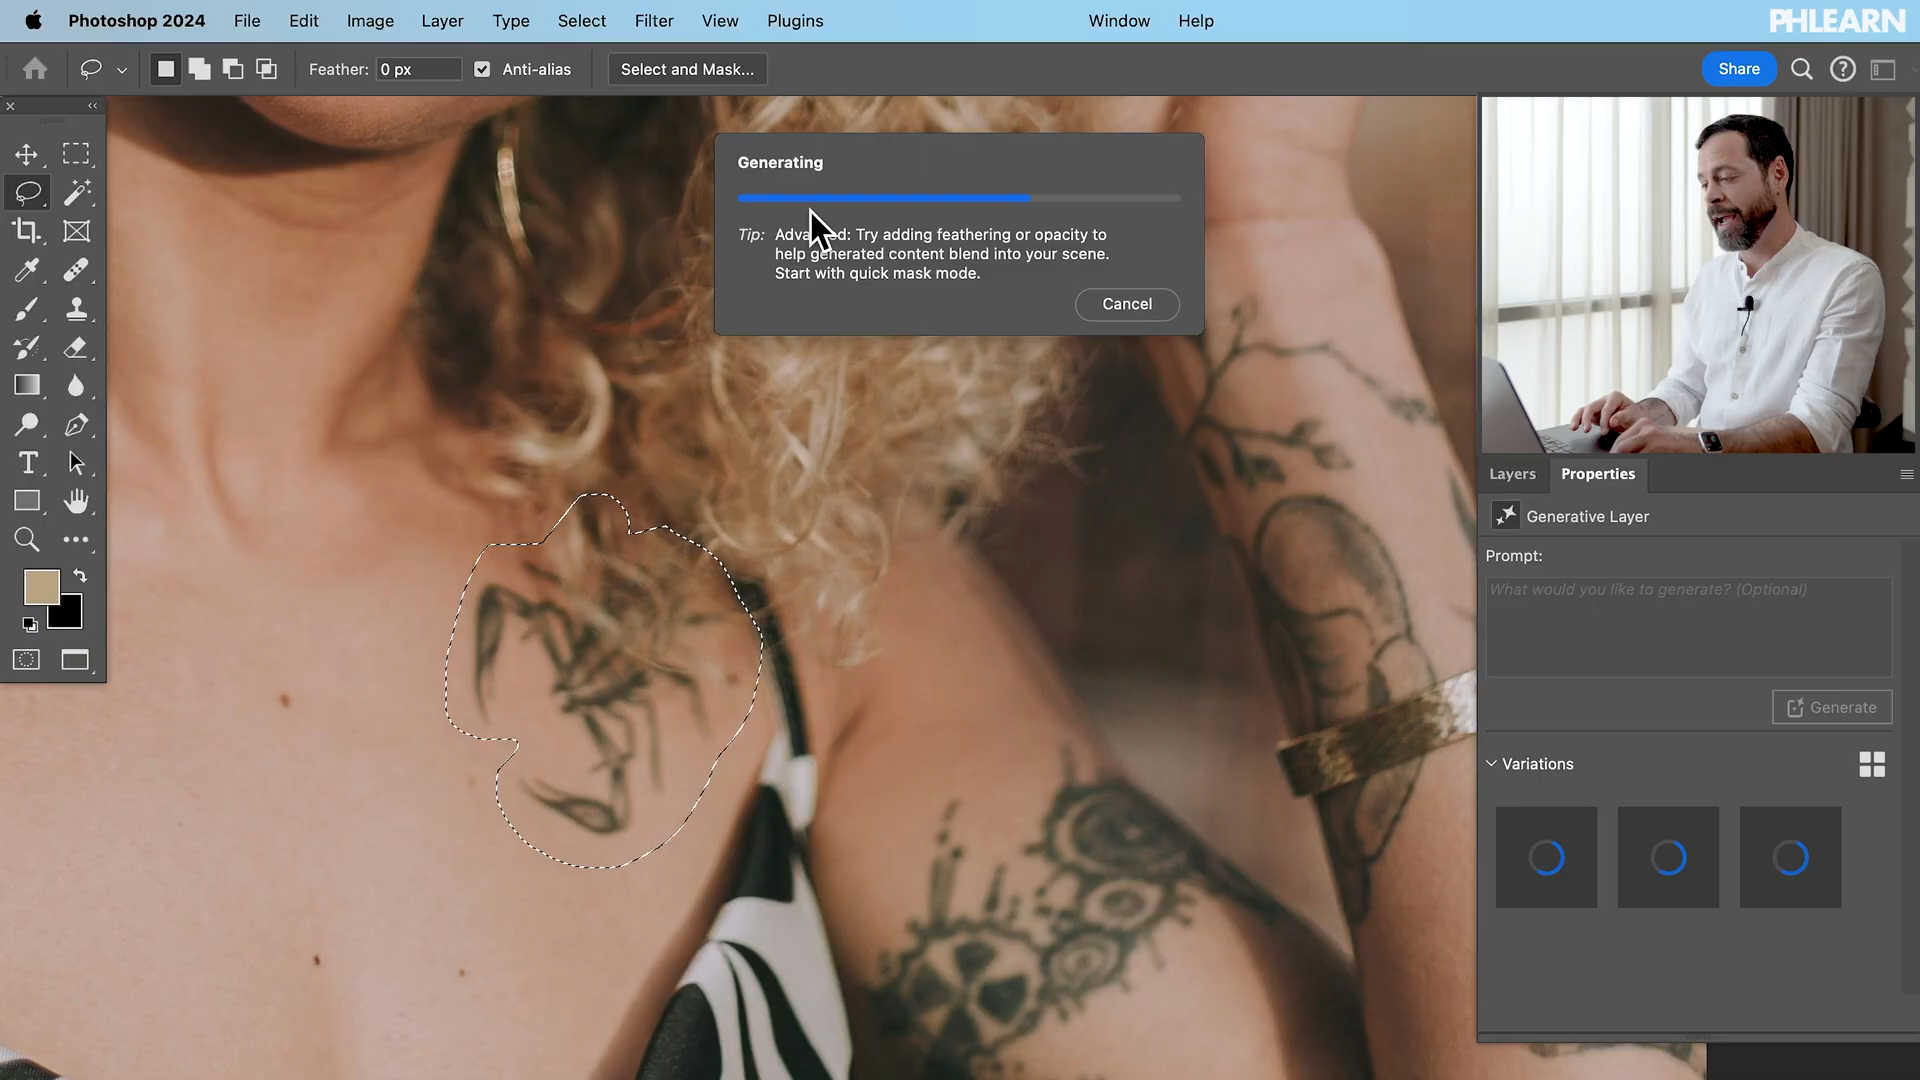 Photoshop 2024 File Edit Image Layer Type Select Filter View Plugins Window Help
PHLEARN
Feather: 0 px Anti-alias Select and Mask... Share
Generating
Tip: Advanced: Try adding feathering or opacity to
help generated content blend into your scene.
Start with quick mask mode.
Cancel
Layers Properties
Generative Layer
Prompt:
What would you like to generate? (Optional)
Generate
Variations